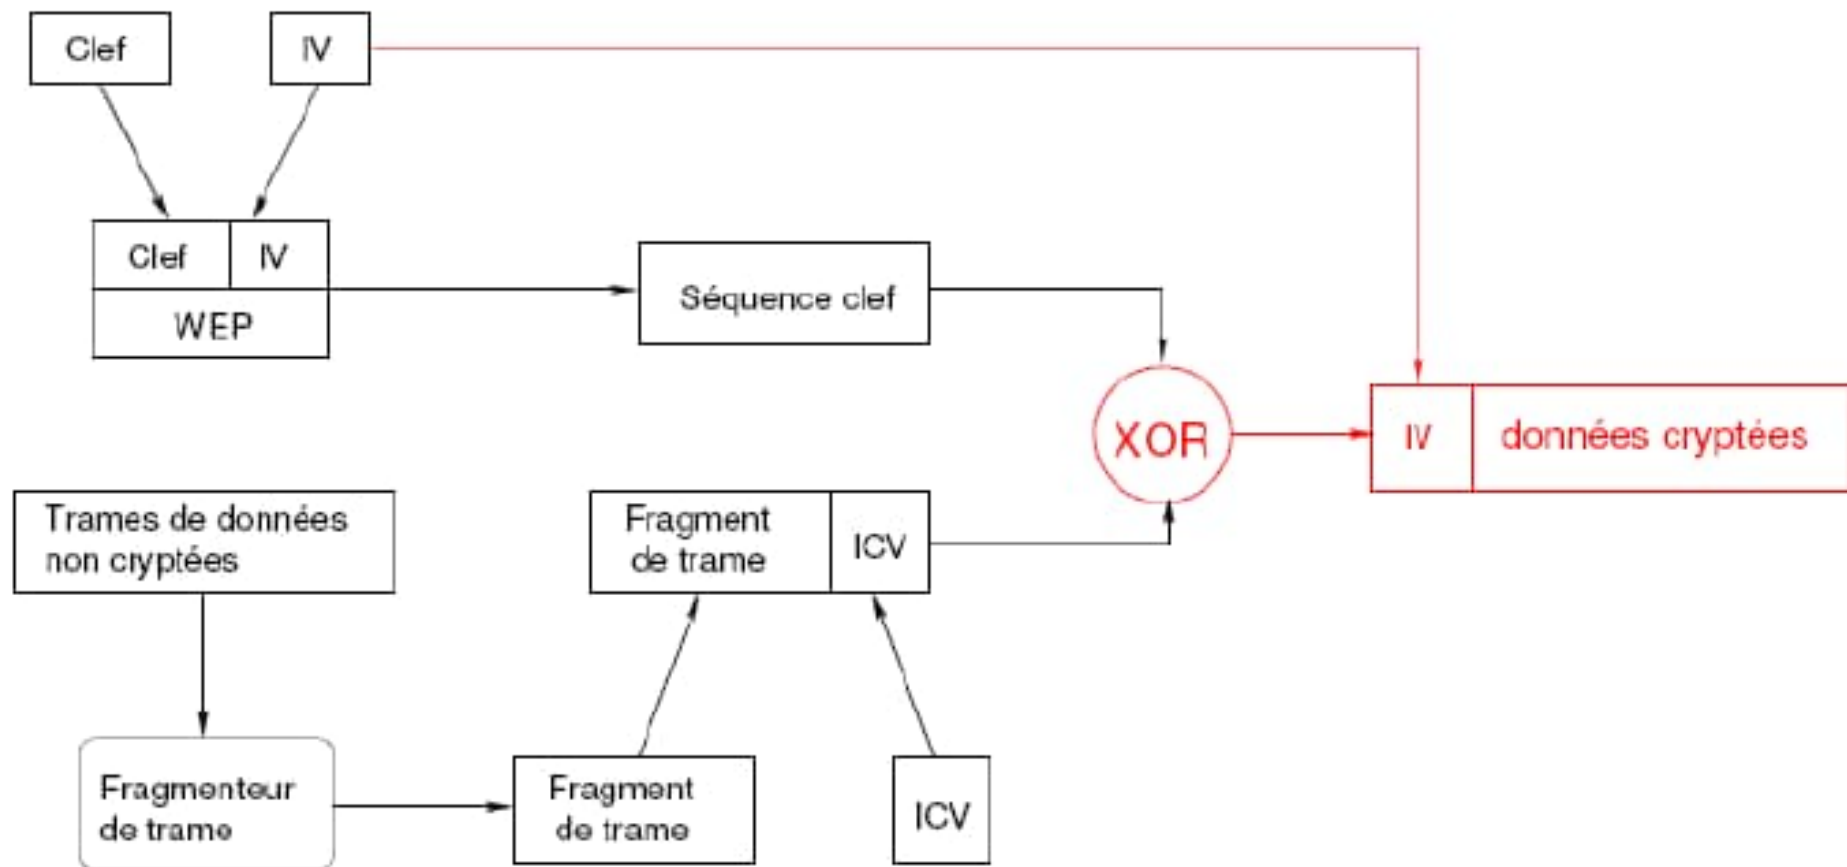 Clef
IV
Clef
IV
WEP
Séquence clef
XOR
IV
données cryptées
Trames de données
non cryptées
Fragment
de trame
ICV
Fragmenteur
de trame
Fragment
de trame
ICV